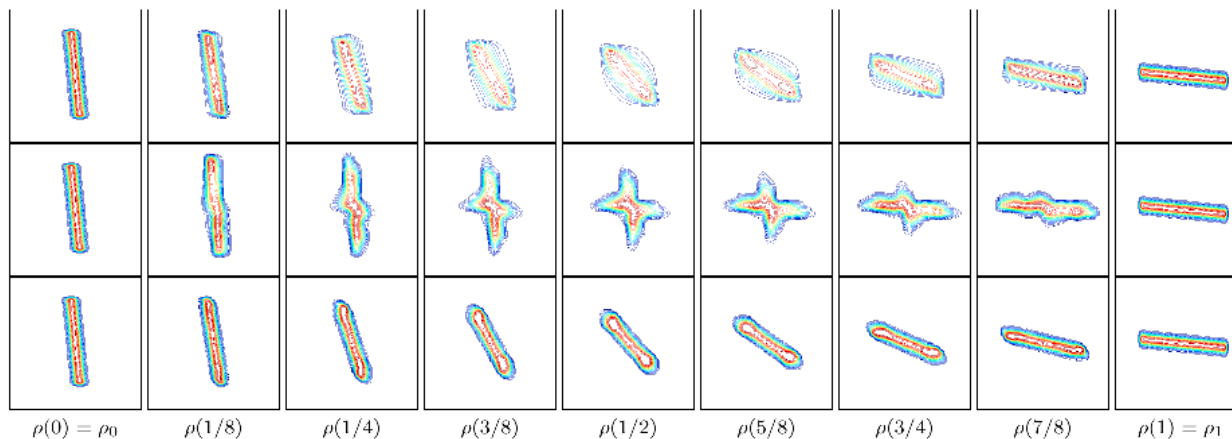 ρ(0) = ρ₀ ρ(1/8) ρ(1/4) ρ(3/8) ρ(1/2) ρ(5/8) ρ(3/4) ρ(7/8) ρ(1) = ρ₁